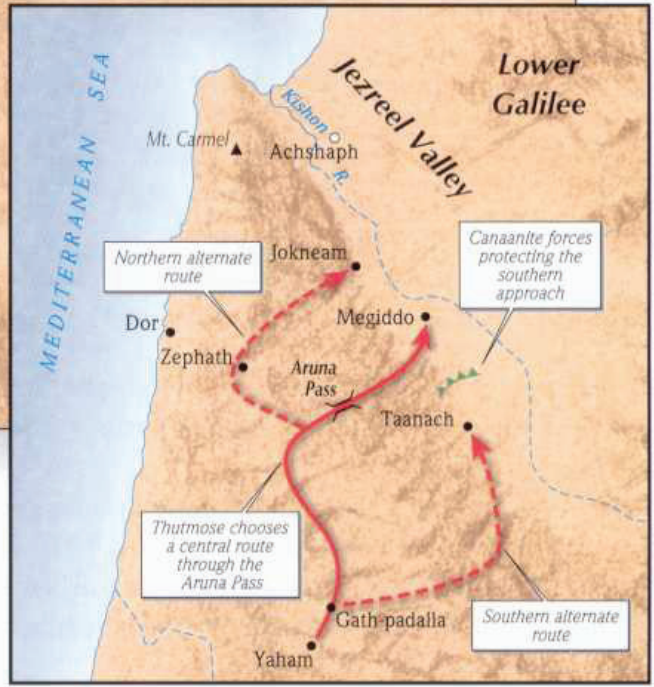 Lower
Galilee
Jezreel Valley
MEDITERRANEAN SEA
Kishon
R.
Mt. Carmel
Achshaph
Northern alternate
route
Jokneam
Canaanite forces
protecting the
southern
approach
Dor
Megiddo
Zephath
Aruna
Pass
Taanach
Thutmose chooses
a central route
through the
Aruna Pass
Gath-padalla
Southern alternate
route
Yaham